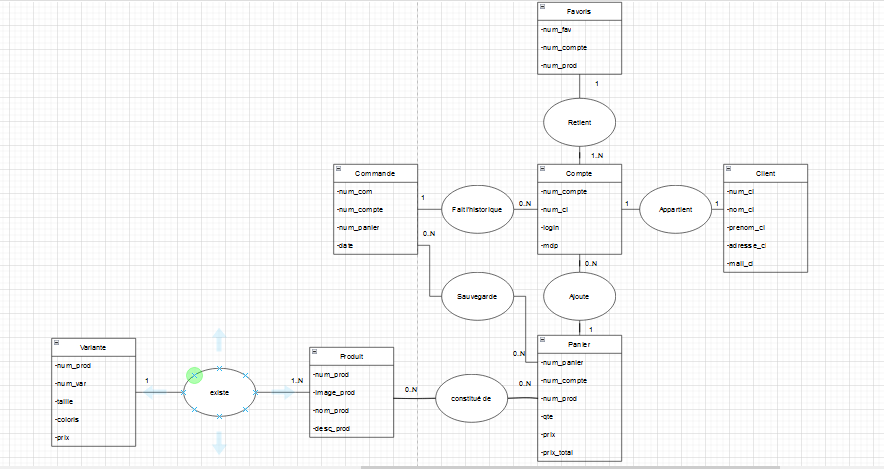 Favoris
-num_fav
-num_compte
-num_prod
1
Retient
1..N
Commande
-num_com
-num_compte
-num_panier
-date
1
Fait l'historique
0..N
Compte
-num_compte
-num_cl
-login
-mdp
1
Appartient
1
Client
-num_cl
-nom_cl
-prenom_cl
-adresse_cl
-mail_cl
0..N
Sauvegarde
0..N
0..N
Ajoute
1
Variante
-num_prod
-num_var
-taille
-coloris
-prix
1
existe
1..N
Produit
-num_prod
-image_prod
-nom_prod
-desc_prod
0..N
constitué de
0..N
Panier
-num_panier
-num_compte
-num_prod
-qte
-prix
-prix_total